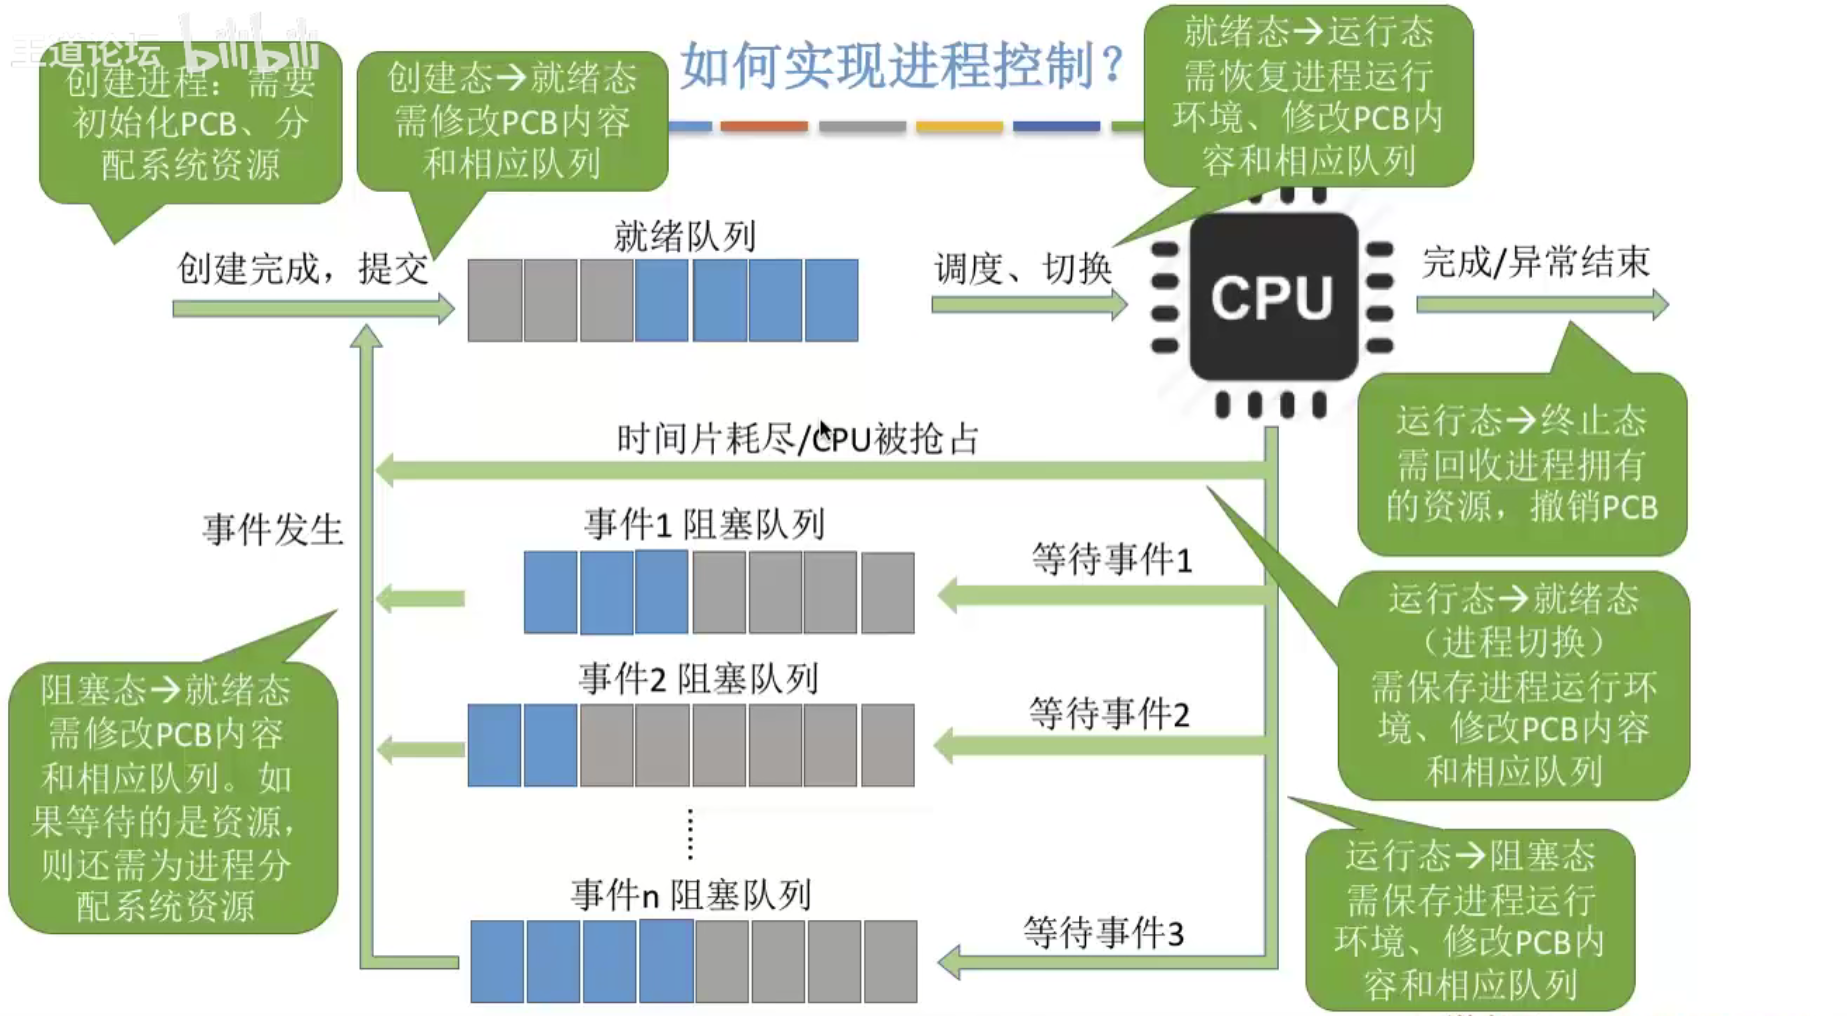 王道论坛 bilibili
创建进程：需要
初始化PCB、分
配系统资源
创建态→就绪态
需修改PCB内容
和相应队列
如何实现进程控制？
就绪态→运行态
需恢复进程运行
环境、修改PCB内
容和相应队列
创建完成，提交
就绪队列
调度、切换
CPU
完成/异常结束
运行态→终止态
需回收进程拥有
的资源，撤销PCB
时间片耗尽/CPU被抢占
事件发生
事件1 阻塞队列
等待事件1
运行态→就绪态
（进程切换）
需保存进程运行环
境、修改PCB内容
和相应队列
阻塞态→就绪态
需修改PCB内容
和相应队列。如
果等待的是资源，
则还需为进程分
配系统资源
事件2 阻塞队列
等待事件2
事件n 阻塞队列
等待事件3
运行态→阻塞态
需保存进程运行
环境、修改PCB内
容和相应队列